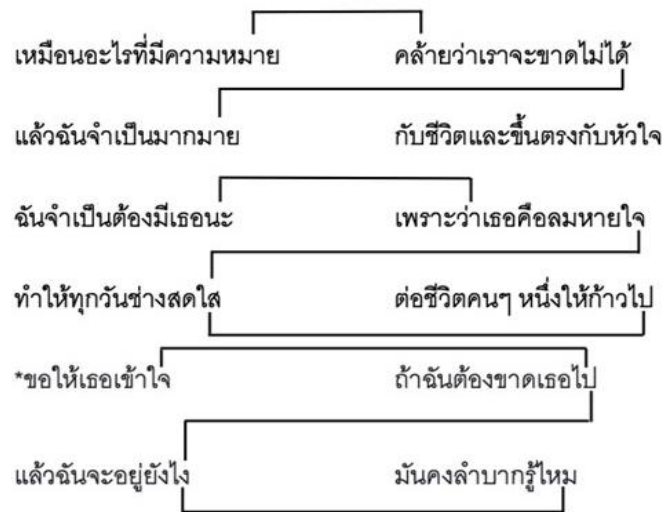 เหมือนอะไรที่มีความหมาย คล้ายว่าเราจะขาดไม่ได้
แล้วฉันจำเป็นมากมาย กับชีวิตและขึ้นตรงกับหัวใจ
ฉันจำเป็นต้องมีเธอนะ เพราะว่าเธอคือลมหายใจ
ทำให้ทุกวันช่างสดใส ต่อชีวิตคนๆ หนึ่งให้ก้าวไป
*ขอให้เธอเข้าใจ ถ้าฉันต้องขาดเธอไป
แล้วฉันจะอยู่ยังไง มันคงลำบากรู้ไหม